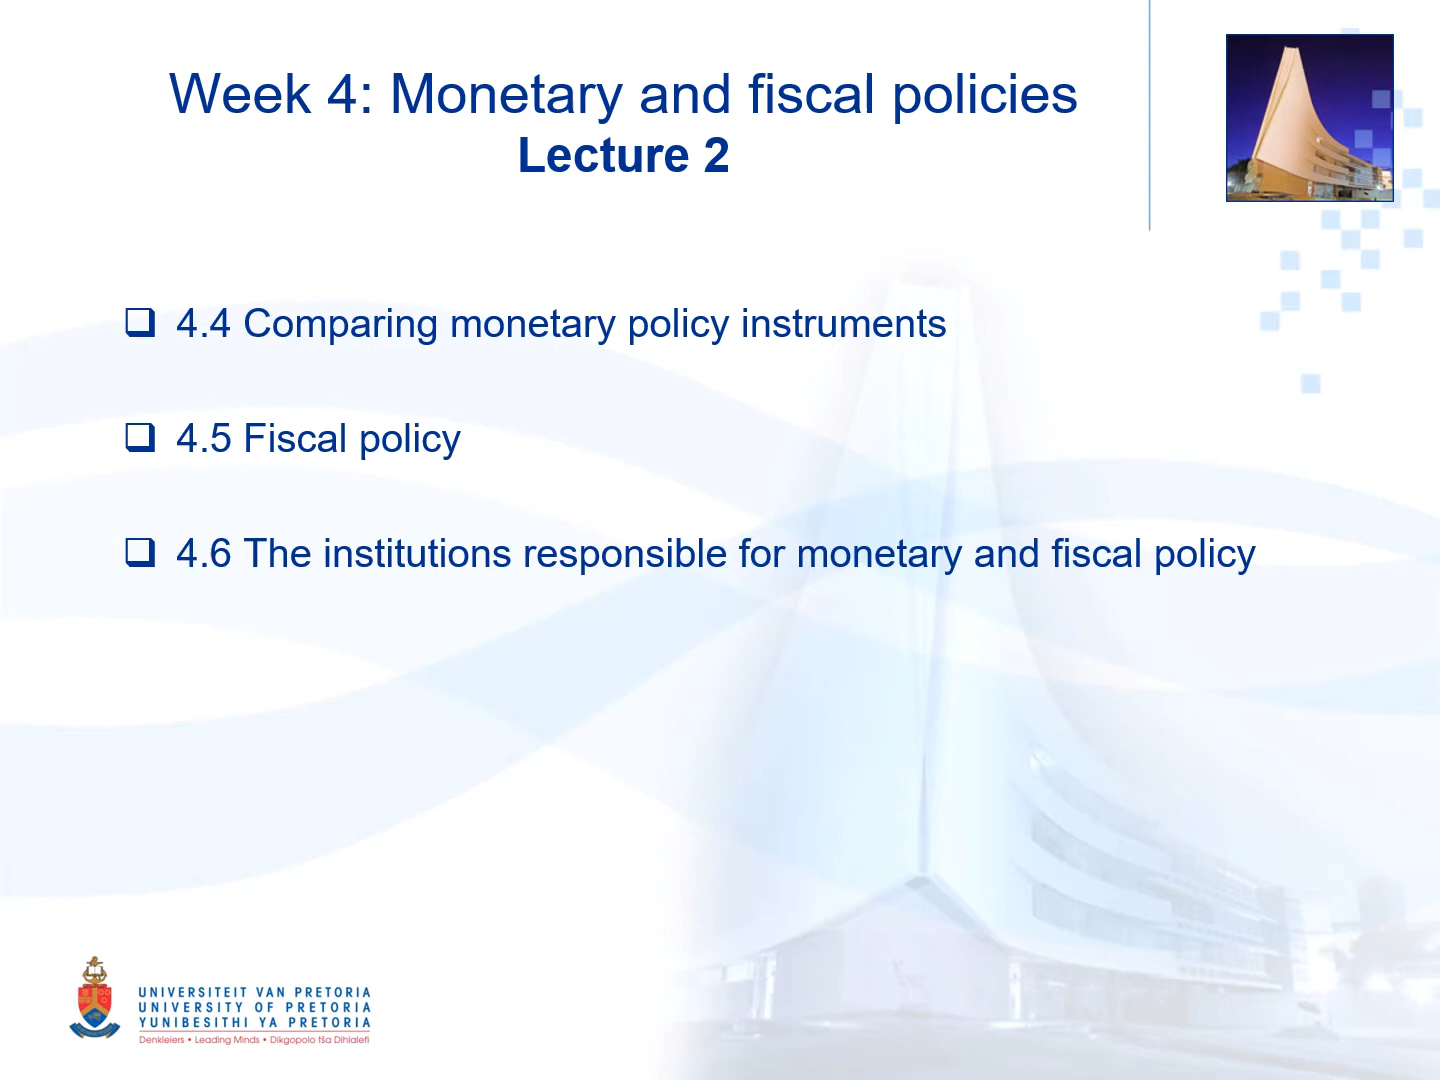 Week 4: Monetary and fiscal policies
Lecture 2
❑ 4.4 Comparing monetary policy instruments
❑ 4.5 Fiscal policy
❑ 4.6 The institutions responsible for monetary and fiscal policy
UNIVERSITEIT VAN PRETORIA
UNIVERSITY OF PRETORIA
YUNIBESITHI YA PRETORIA
Denkleiers • Leading Minds • Dikgopolo tša Dihlalefi